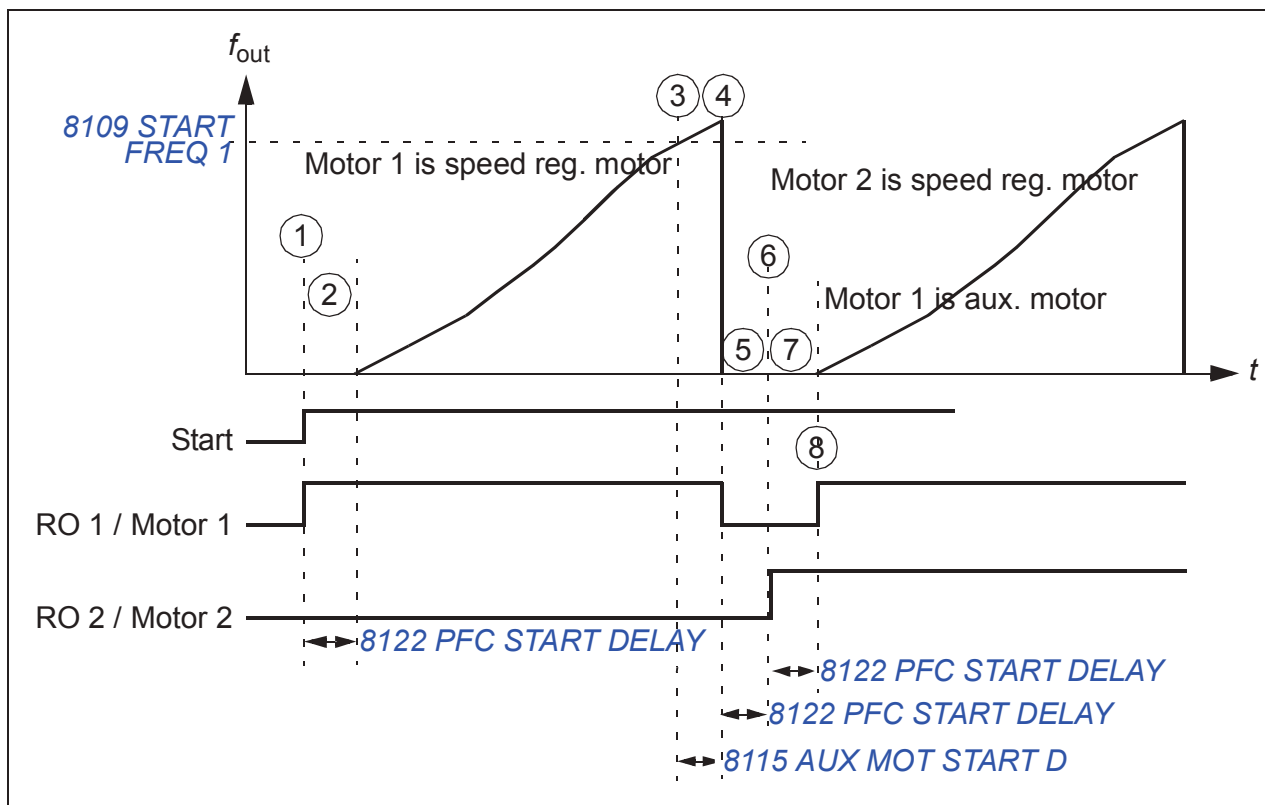 fout
8109 START
FREQ 1
3
4
Motor 1 is speed reg. motor
Motor 2 is speed reg. motor
1
2
6
Motor 1 is aux. motor
5
7
t
Start
8
RO 1 / Motor 1
RO 2 / Motor 2
8122 PFC START DELAY
8122 PFC START DELAY
8122 PFC START DELAY
8115 AUX MOT START D